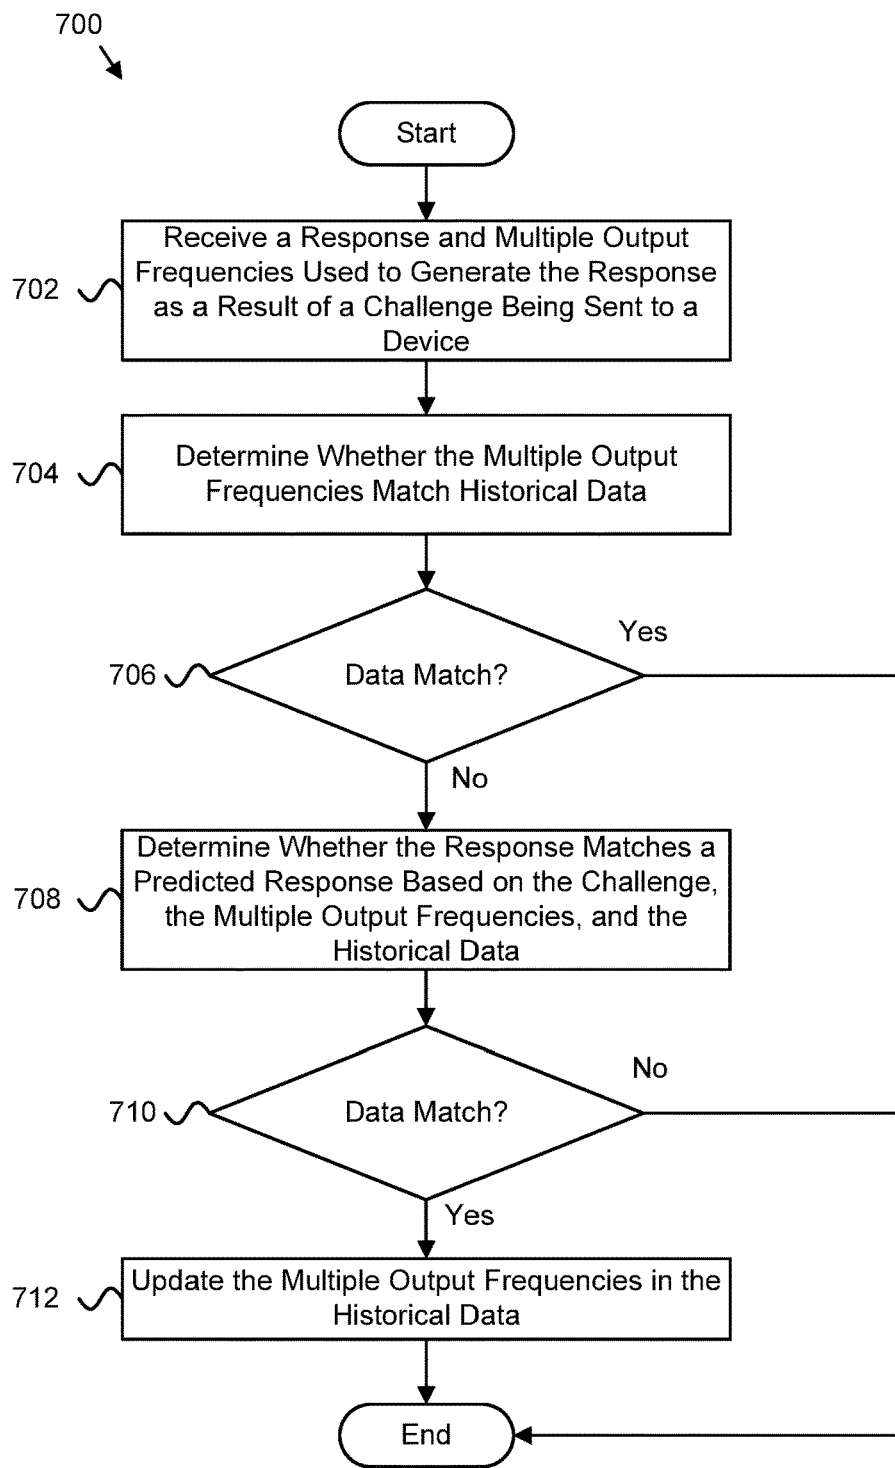 700
Start
Receive a Response and Multiple Output
Frequencies Used to Generate the Response
as a Result of a Challenge Being Sent to a
Device
702
Determine Whether the Multiple Output
Frequencies Match Historical Data
704
Yes
706
Data Match?
No
Determine Whether the Response Matches a
Predicted Response Based on the Challenge,
the Multiple Output Frequencies, and the
Historical Data
708
No
710
Data Match?
Yes
Update the Multiple Output Frequencies in the
Historical Data
712
End